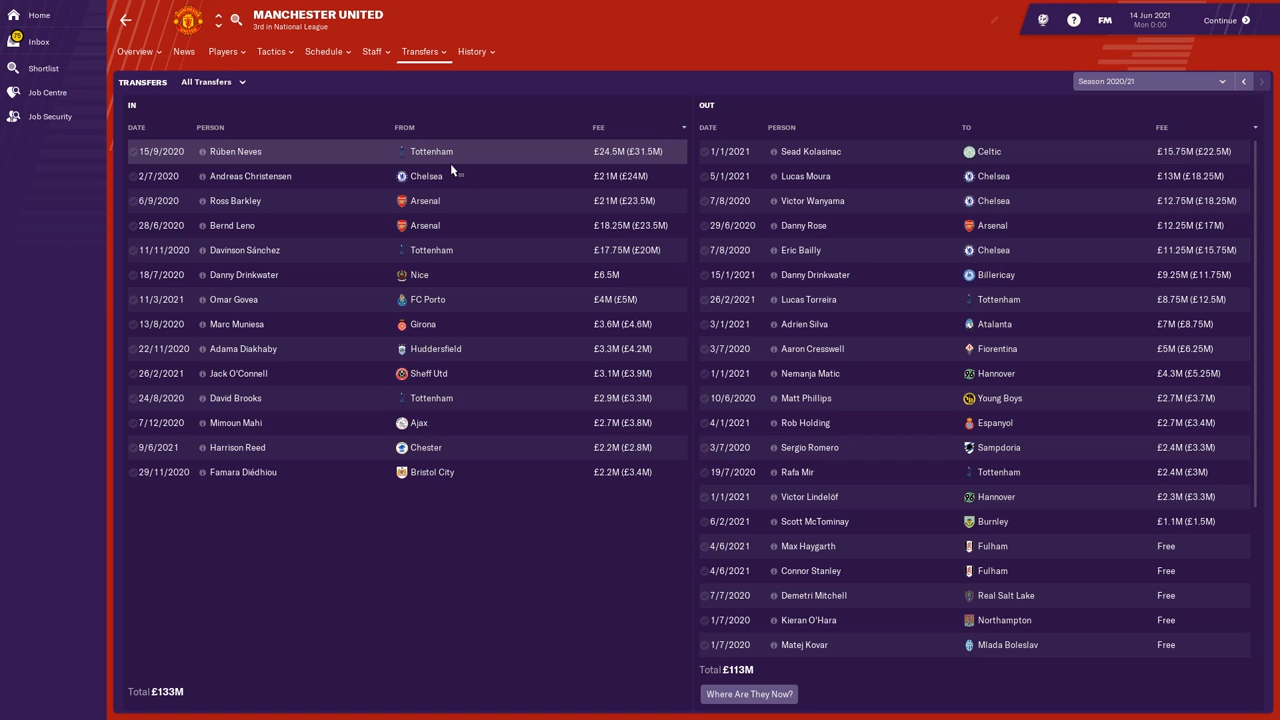 Home
75
Inbox
Shortlist
Job Centre
Job Security
MANCHESTER UNITED
3rd in National League
FM
14 Jun 2021
Mon 0:00
Continue
Overview News Players Tactics Schedule Staff Transfers History
TRANSFERS All Transfers
Season 2020/21
IN
DATE PERSON FROM FEE
15/9/2020 Rúben Neves Tottenham £24.5M (£31.5M)
2/7/2020 Andreas Christensen Chelsea £21M (£24M)
6/9/2020 Ross Barkley Arsenal £21M (£23.5M)
28/6/2020 Bernd Leno Arsenal £18.25M (£23.5M)
11/11/2020 Davinson Sánchez Tottenham £17.75M (£20M)
18/7/2020 Danny Drinkwater Nice £6.5M
11/3/2021 Omar Govea FC Porto £4M (£5M)
13/8/2020 Marc Muniesa Girona £3.6M (£4.6M)
22/11/2020 Adama Diakhaby Huddersfield £3.3M (£4.2M)
26/2/2021 Jack O'Connell Sheff Utd £3.1M (£3.9M)
24/8/2020 David Brooks Tottenham £2.9M (£3.3M)
7/12/2020 Mimoun Mahi Ajax £2.7M (£3.8M)
9/6/2021 Harrison Reed Chester £2.2M (£2.8M)
29/11/2020 Famara Diédhiou Bristol City £2.2M (£3.4M)
Total £133M
OUT
DATE PERSON TO FEE
1/1/2021 Sead Kolasinac Celtic £15.75M (£22.5M)
5/1/2021 Lucas Moura Chelsea £13M (£18.25M)
7/8/2020 Victor Wanyama Chelsea £12.75M (£18.25M)
29/6/2020 Danny Rose Arsenal £12.25M (£17M)
7/8/2020 Eric Bailly Chelsea £11.25M (£15.75M)
15/1/2021 Danny Drinkwater Billericay £9.25M (£11.75M)
26/2/2021 Lucas Torreira Tottenham £8.75M (£12.5M)
3/1/2021 Adrien Silva Atalanta £7M (£8.75M)
3/7/2020 Aaron Cresswell Fiorentina £5M (£6.25M)
1/1/2021 Nemanja Matic Hannover £4.3M (£5.25M)
10/6/2020 Matt Phillips Young Boys £2.7M (£3.7M)
4/1/2021 Rob Holding Espanyol £2.7M (£3.4M)
3/7/2020 Sergio Romero Sampdoria £2.4M (£3.3M)
19/7/2020 Rafa Mir Tottenham £2.4M (£3M)
1/1/2021 Victor Lindelöf Hannover £2.3M (£3.3M)
6/2/2021 Scott McTominay Burnley £1.1M (£1.5M)
4/6/2021 Max Haygarth Fulham Free
4/6/2021 Connor Stanley Fulham Free
7/7/2020 Demetri Mitchell Real Salt Lake Free
1/7/2020 Kieran O'Hara Northampton Free
1/7/2020 Matej Kovar Mlada Boleslav Free
Total £113M
Where Are They Now?